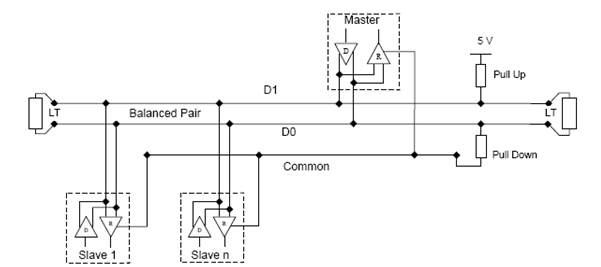 Master
D R
5 V
Pull Up
D1
LT
Balanced Pair
LT
D0
Pull Down
Common
D R
D R
Slave 1
Slave n